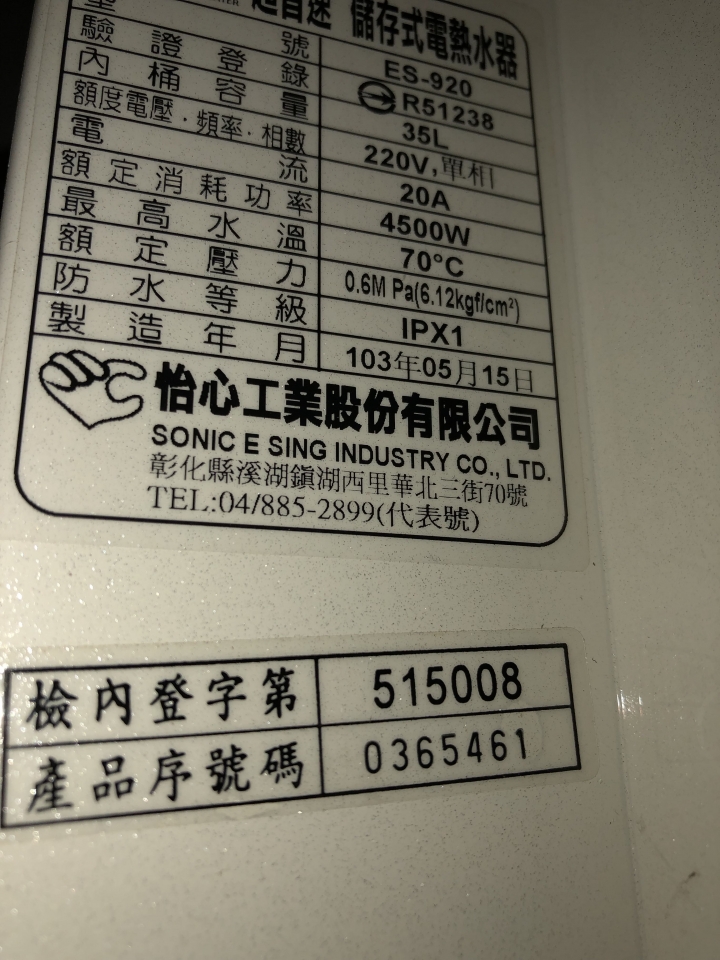 儲存式電熱水器
型 號 ES-920
驗證登錄 R51238
內桶容量 35L
額度電壓．頻率．相數 220V,單相
電流 20A
額定消耗功率 4500W
最高水溫 70°C
額定壓力 0.6M Pa(6.12kgf/cm²)
防水等級 IPX1
製造年月 103年05月15日
怡心工業股份有限公司
SONIC E SING INDUSTRY CO., LTD.
彰化縣溪湖鎮湖西里華北三街70號
TEL:04/885-2899(代表號)
檢內登字第 515008
產品序號碼 0365461